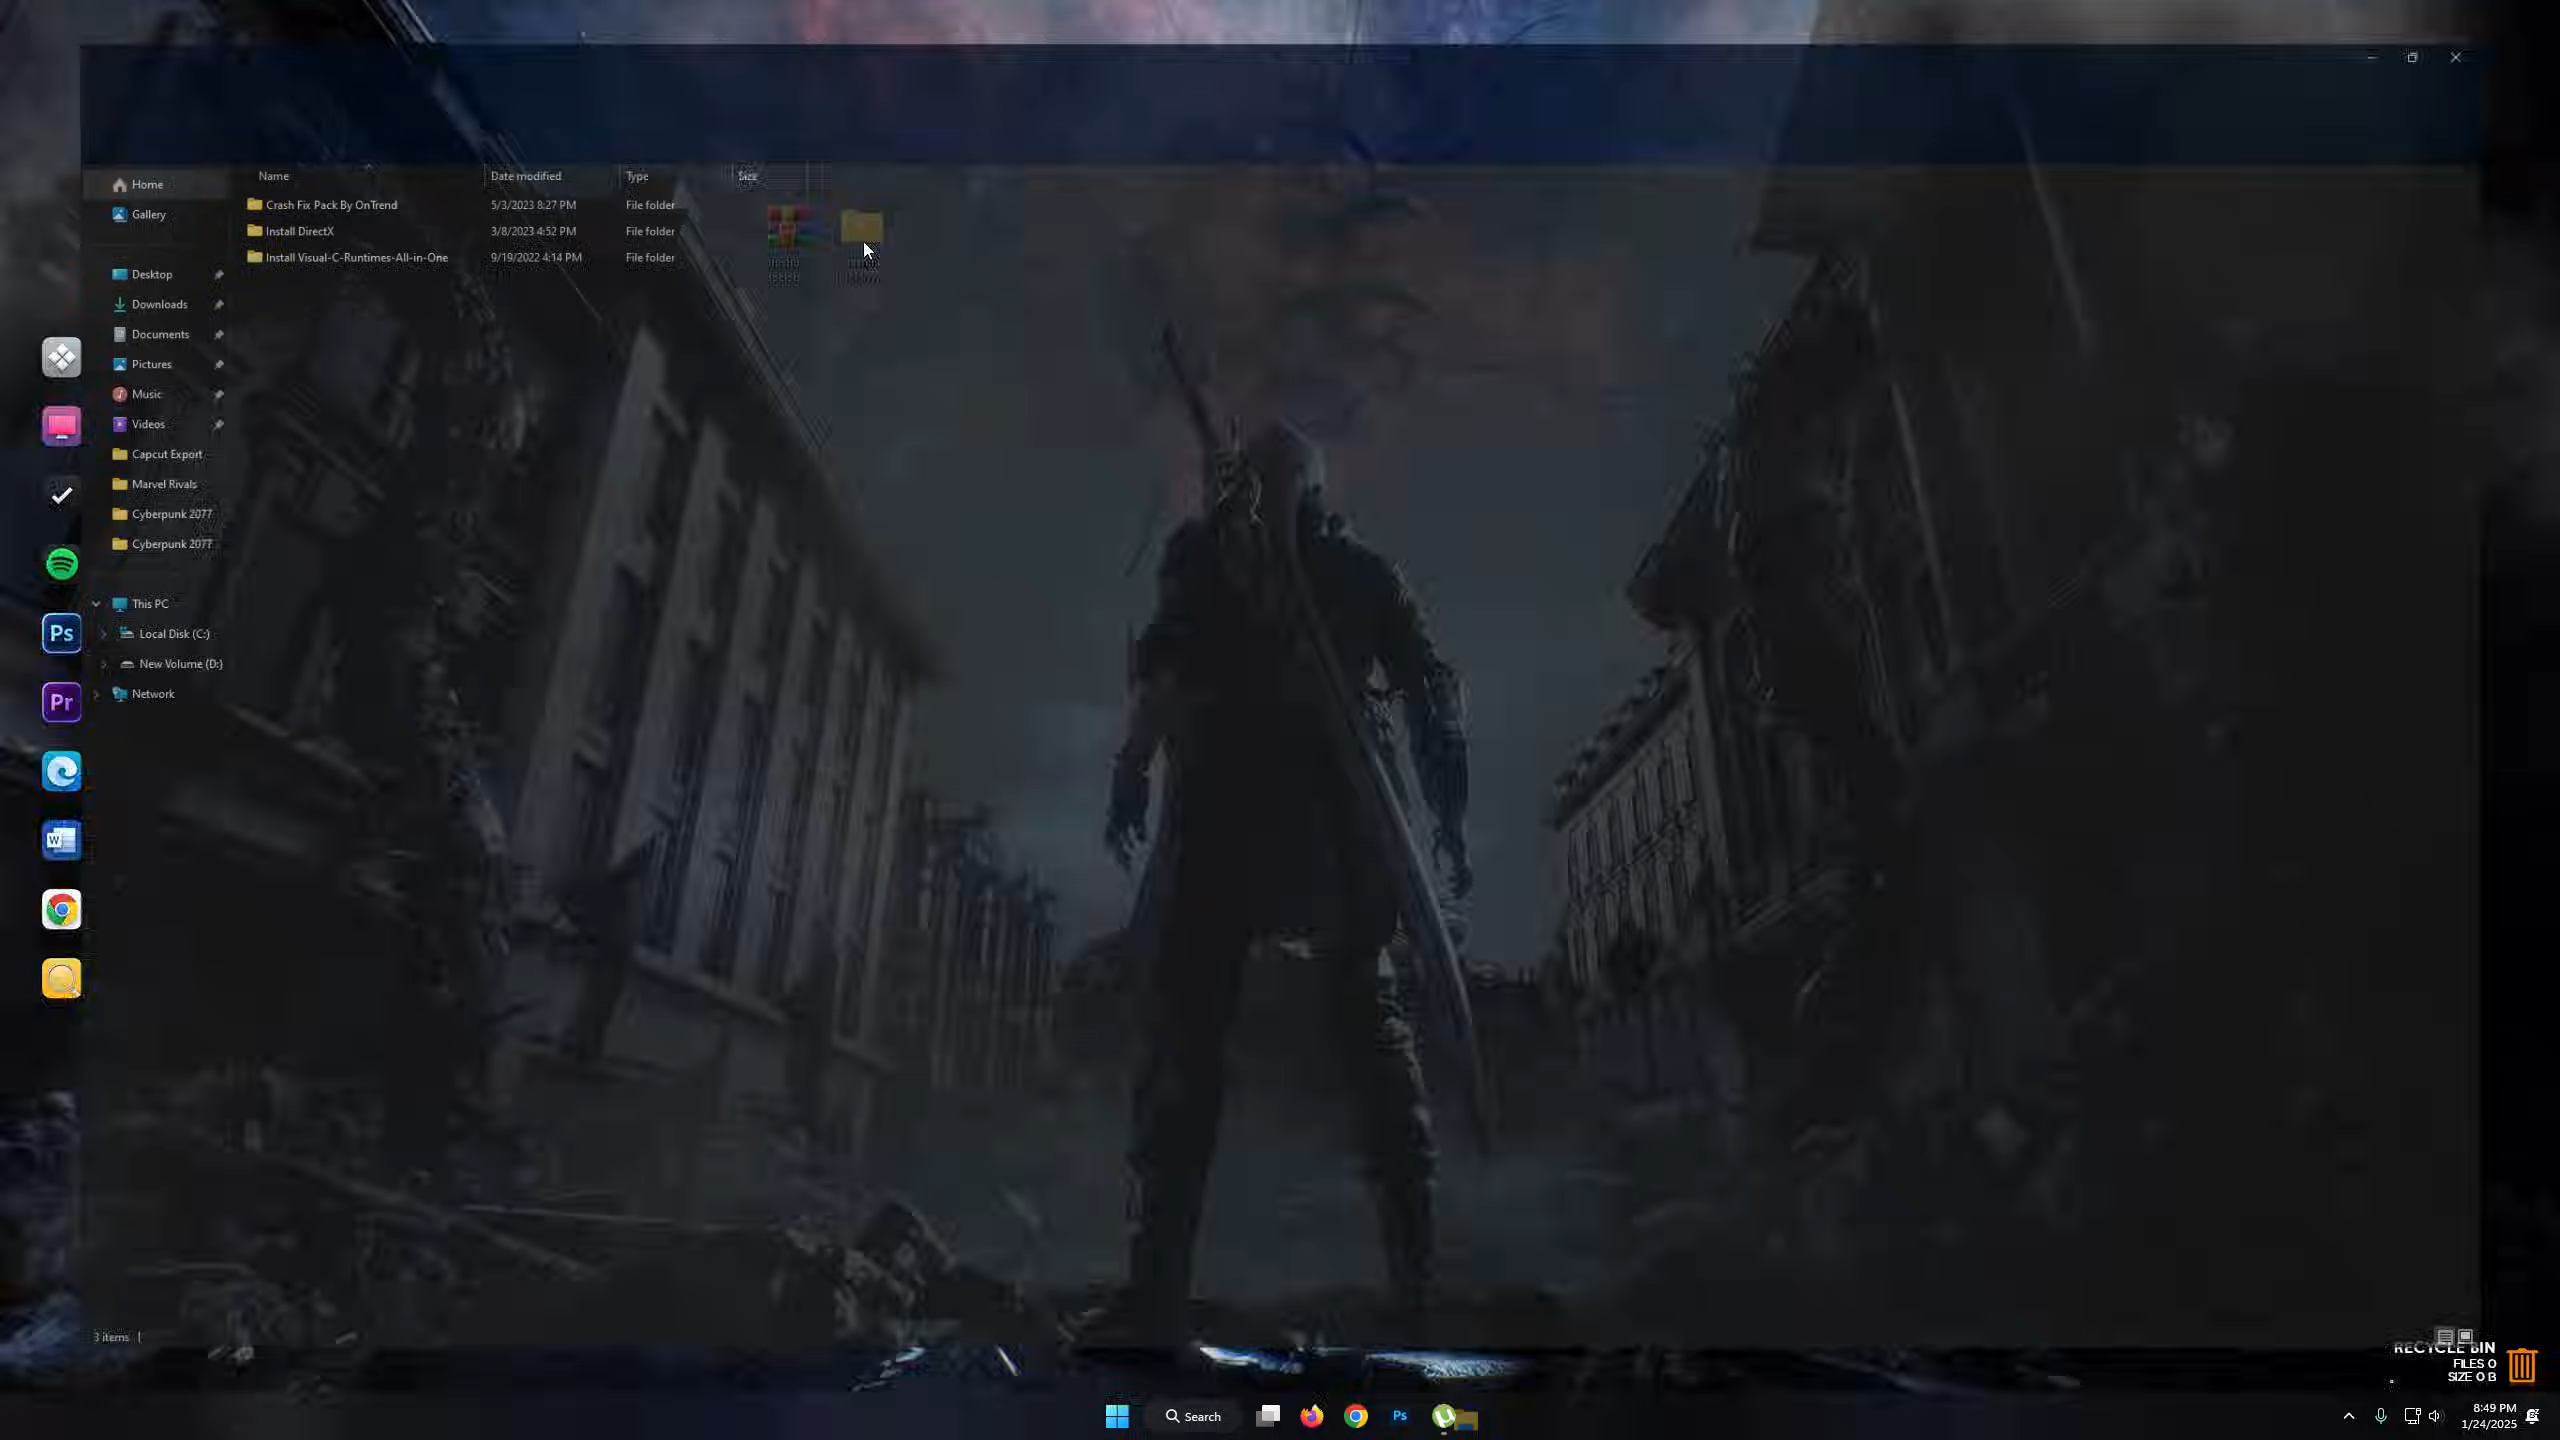 Name Date modified Type Size
Home
Gallery
Crash Fix Pack By OnTrend 5/3/2023 8:27 PM File folder
Install DirectX 3/8/2023 4:52 PM File folder
Install Visual-C-Runtimes-All-in-One 9/19/2022 4:14 PM File folder
Desktop
Downloads
Documents
Pictures
Music
Videos
Capcut Export
Marvel Rivals
Cyberpunk 2077
Cyberpunk 2077
This PC
Local Disk (C:)
New Volume (D:)
Network
Ps
Pr
W
3 items
RECYCLE BIN
FILES 0
SIZE 0 B
Search
Ps
8:49 PM
1/24/2025